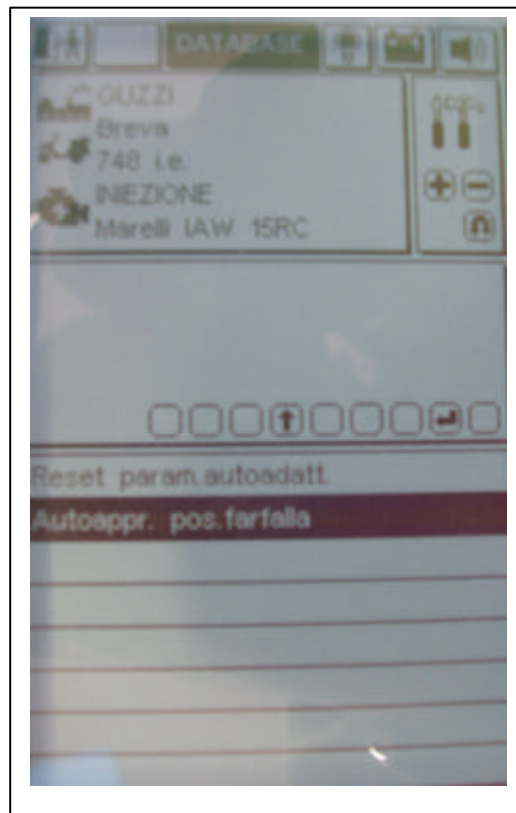 DATABASE
GUZZI
Breva
748 i.e.
INIEZIONE
Marelli IAW 15RC
Reset param.autoadatt.
Autoappr. pos.farfalla